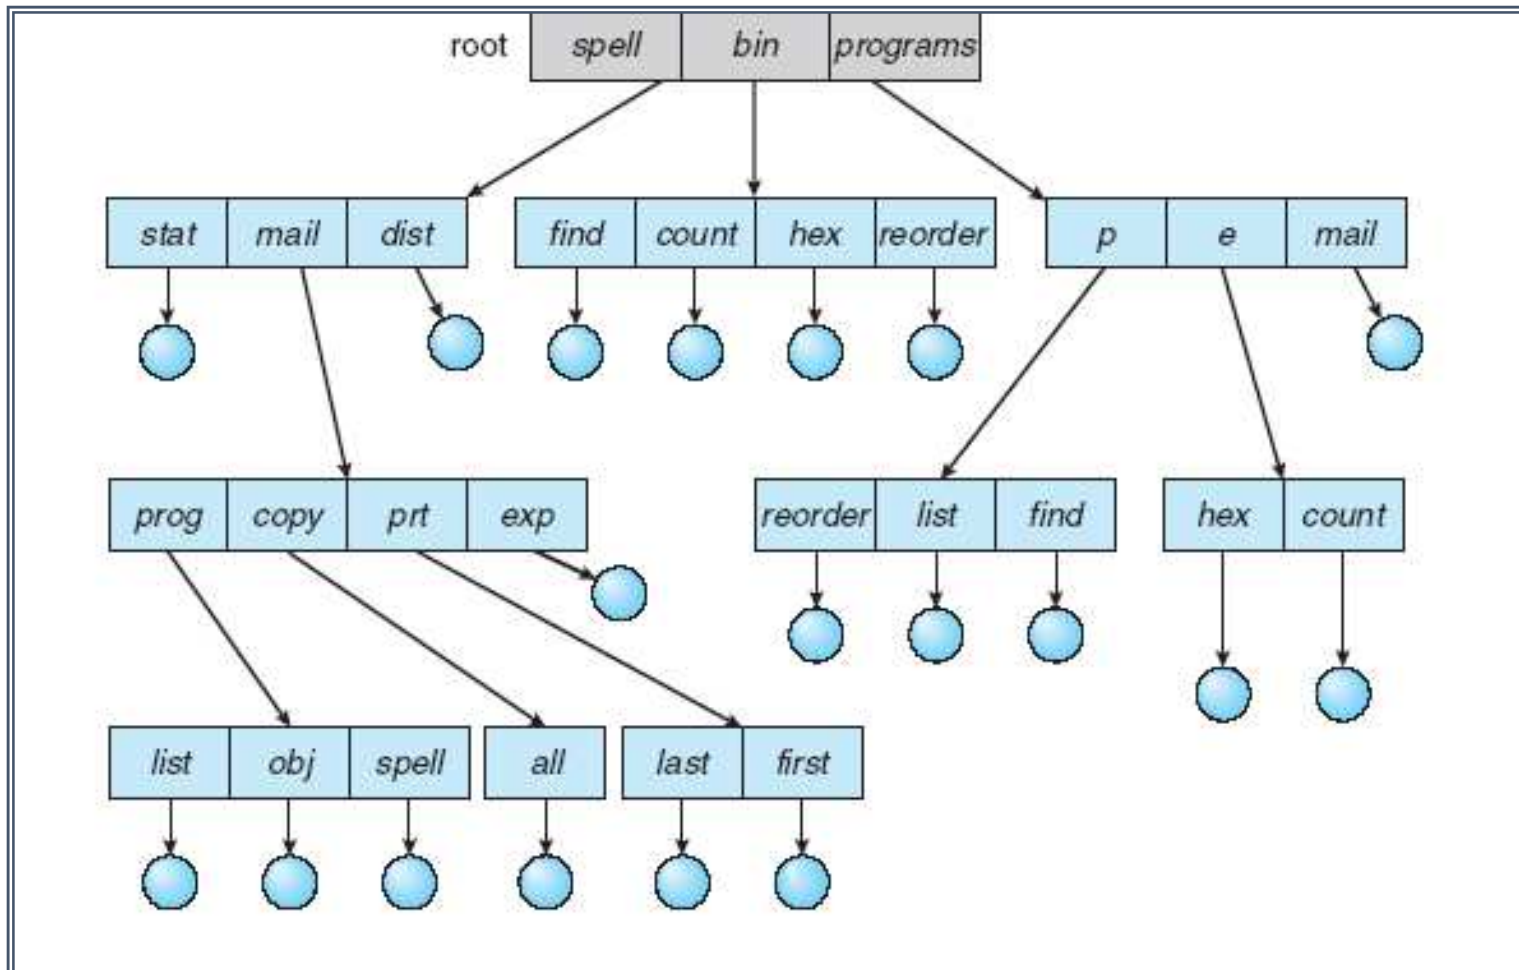 root spell bin programs
stat mail dist find count hex reorder p e mail
prog copy prt exp reorder list find hex count
list obj spell all last first